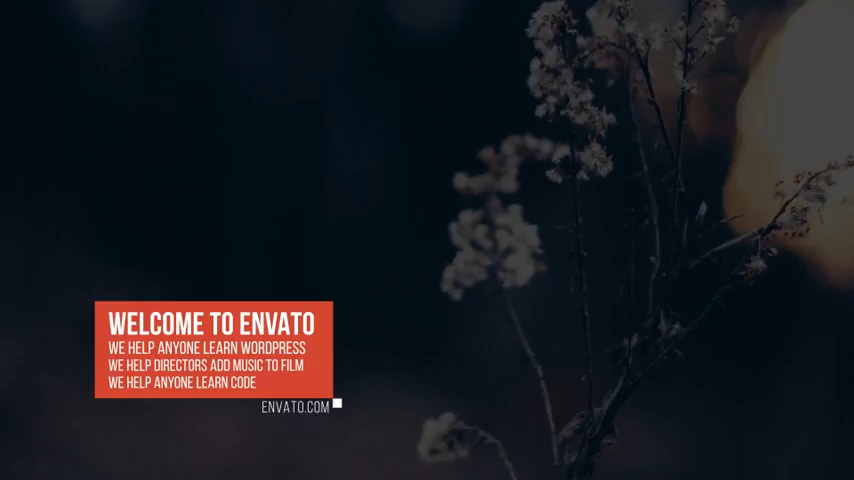 WELCOME TO ENVATO
WE HELP ANYONE LEARN WORDPRESS
WE HELP DIRECTORS ADD MUSIC TO FILM
WE HELP ANYONE LEARN CODE
ENVATO.COM